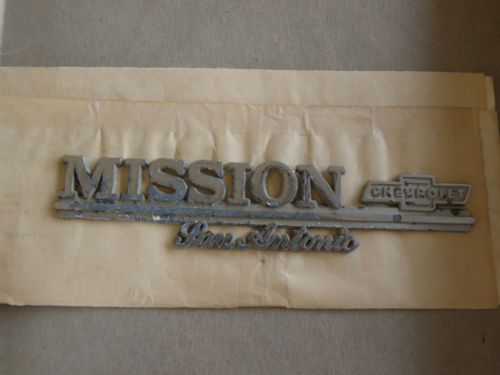 MISSION CHEVROLET
San Antonio